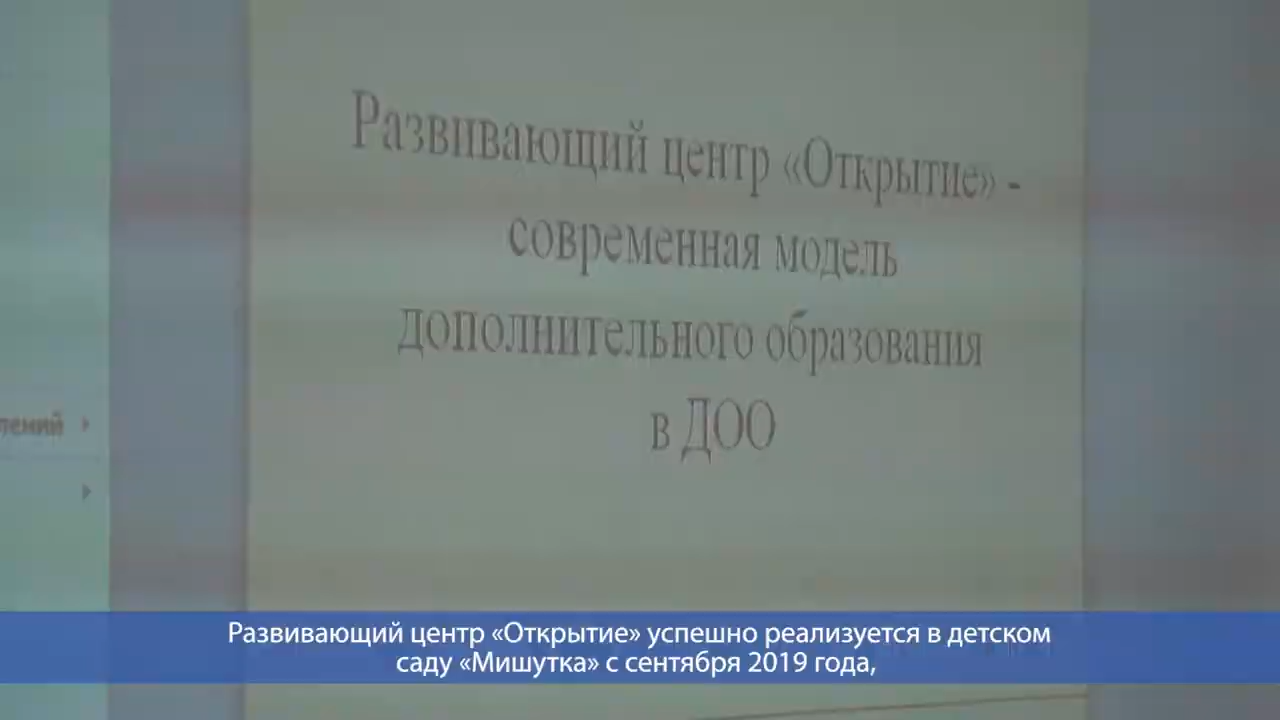 Развивающий центр «Открытие» -
современная модель
дополнительного образования
в ДОО
лений
Развивающий центр «Открытие» успешно реализуется в детском
саду «Мишутка» с сентября 2019 года,